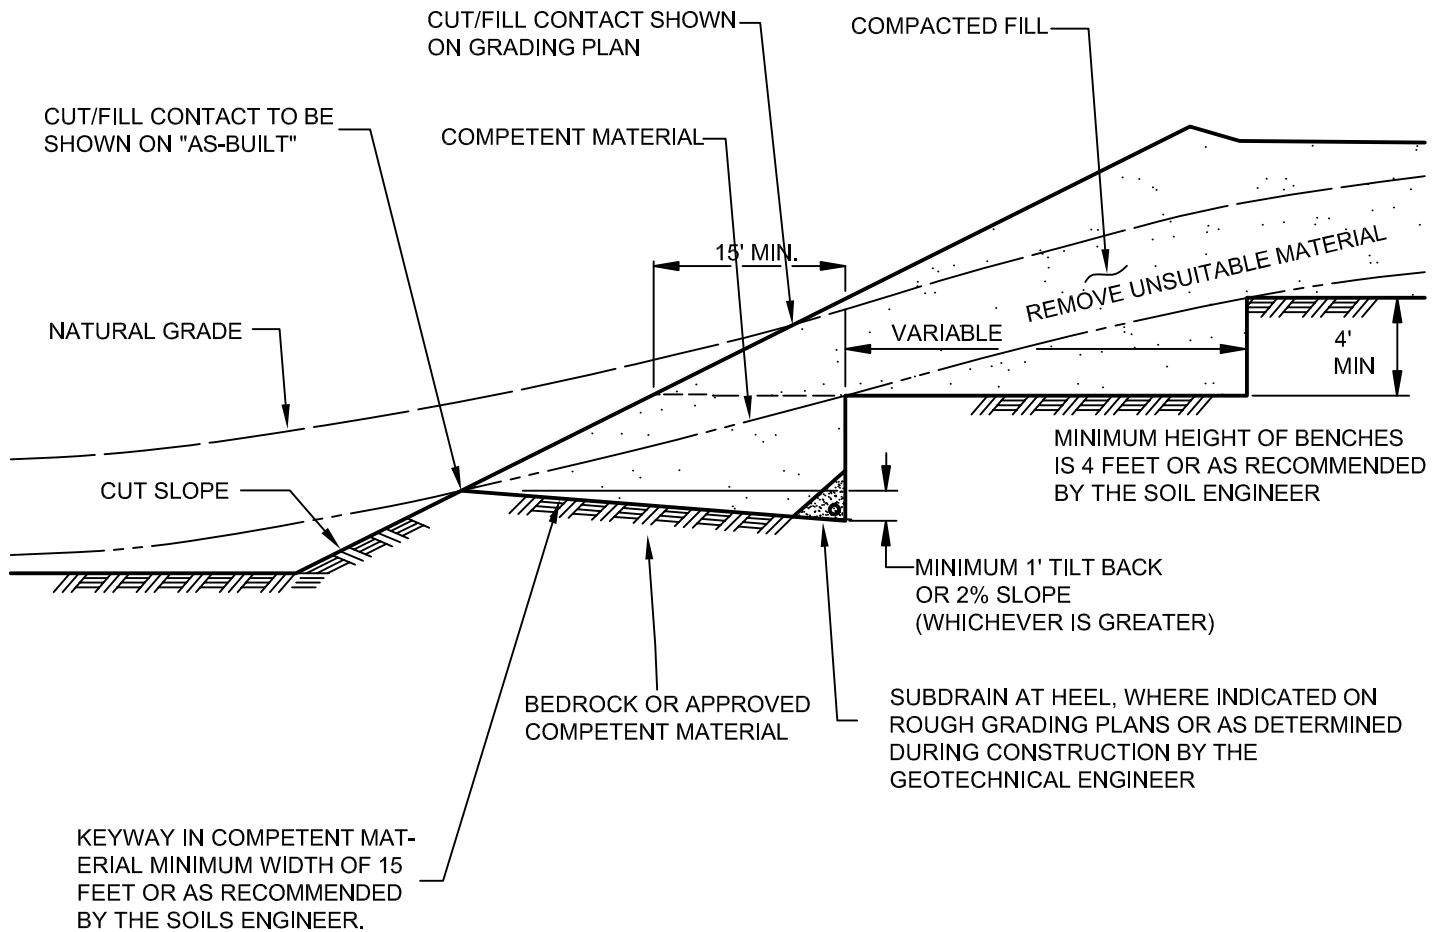 CUT/FILL CONTACT SHOWN
ON GRADING PLAN
COMPACTED FILL
CUT/FILL CONTACT TO BE
SHOWN ON "AS-BUILT"
COMPETENT MATERIAL
15' MIN.
REMOVE UNSUITABLE MATERIAL
NATURAL GRADE
VARIABLE
4'
MIN
MINIMUM HEIGHT OF BENCHES
IS 4 FEET OR AS RECOMMENDED
BY THE SOIL ENGINEER
CUT SLOPE
MINIMUM 1' TILT BACK
OR 2% SLOPE
(WHICHEVER IS GREATER)
BEDROCK OR APPROVED
COMPETENT MATERIAL
SUBDRAIN AT HEEL, WHERE INDICATED ON
ROUGH GRADING PLANS OR AS DETERMINED
DURING CONSTRUCTION BY THE
GEOTECHNICAL ENGINEER
KEYWAY IN COMPETENT MAT-
ERIAL MINIMUM WIDTH OF 15
FEET OR AS RECOMMENDED
BY THE SOILS ENGINEER.